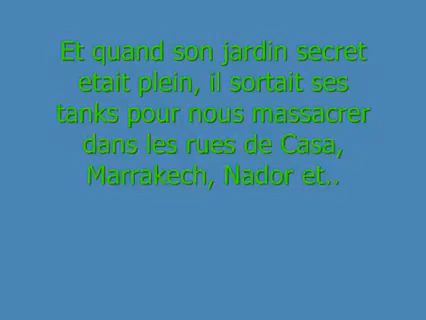 Et quand son jardin secret
etait plein, il sortait ses
tanks pour nous massacrer
dans les rues de Casa,
Marrakech, Nador et..